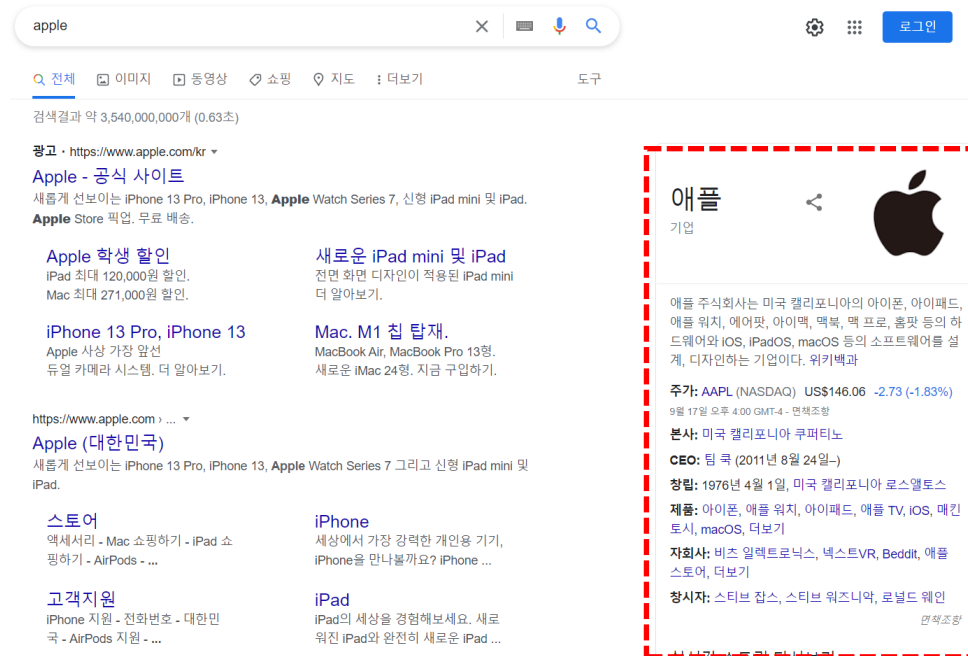 apple
로그인
전체 이미지 동영상 쇼핑 지도 더보기 도구
검색결과 약 3,540,000,000개 (0.63초)
광고 · https://www.apple.com/kr
Apple - 공식 사이트
새롭게 선보이는 iPhone 13 Pro, iPhone 13, Apple Watch Series 7, 신형 iPad mini 및 iPad.
Apple Store 픽업. 무료 배송.
Apple 학생 할인
iPad 최대 120,000원 할인.
Mac 최대 271,000원 할인.
새로운 iPad mini 및 iPad
전면 화면 디자인이 적용된 iPad mini
더 알아보기.
iPhone 13 Pro, iPhone 13
Apple 사상 가장 앞선
듀얼 카메라 시스템. 더 알아보기.
Mac. M1 칩 탑재.
MacBook Air, MacBook Pro 13형.
새로운 iMac 24형. 지금 구입하기.
https://www.apple.com › ...
Apple (대한민국)
새롭게 선보이는 iPhone 13 Pro, iPhone 13, Apple Watch Series 7 그리고 신형 iPad mini 및
iPad.
스토어
액세서리 - Mac 쇼핑하기 - iPad 쇼
핑하기 - AirPods - ...
iPhone
세상에서 가장 강력한 개인용 기기,
iPhone을 만나볼까요? iPhone ...
고객지원
iPhone 지원 - 전화번호 - 대한민
국 - AirPods 지원 - ...
iPad
iPad의 세상을 경험해보세요. 새로
워진 iPad와 완전히 새로운 iPad ...
애플
기업
애플 주식회사는 미국 캘리포니아의 아이폰, 아이패드,
애플 워치, 에어팟, 아이맥, 맥북, 맥 프로, 홈팟 등의 하
드웨어와 iOS, iPadOS, macOS 등의 소프트웨어를 설
계, 디자인하는 기업이다. 위키백과
주가: AAPL (NASDAQ) US$146.06 -2.73 (-1.83%)
9월 17일 오후 4:00 GMT-4 - 면책조항
본사: 미국 캘리포니아 쿠퍼티노
CEO: 팀 쿡 (2011년 8월 24일–)
창립: 1976년 4월 1일, 미국 캘리포니아 로스앨토스
제품: 아이폰, 애플 워치, 아이패드, 애플 TV, iOS, 매킨
토시, macOS, 더보기
자회사: 비츠 일렉트로닉스, 넥스트VR, Beddit, 애플
스토어, 더보기
창시자: 스티브 잡스, 스티브 워즈니악, 로널드 웨인
면책조항